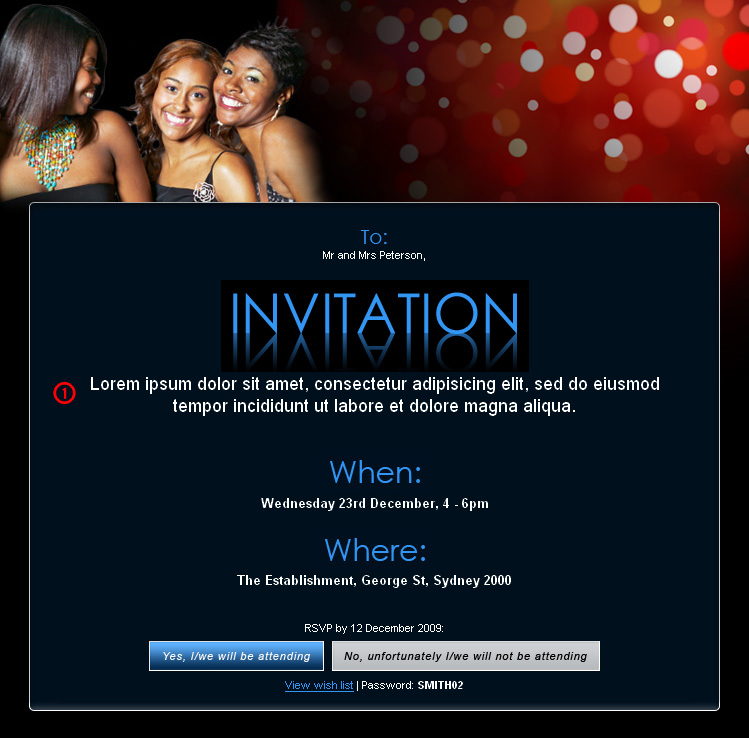 To:
Mr and Mrs Peterson,
INVITATION
1
Lorem ipsum dolor sit amet, consectetur adipisicing elit, sed do eiusmod
tempor incididunt ut labore et dolore magna aliqua.
When:
Wednesday 23rd December, 4 - 6pm
Where:
The Establishment, George St, Sydney 2000
RSVP by 12 December 2009:
Yes, I/we will be attending
No, unfortunately I/we will not be attending
View wish list | Password: SMITH02